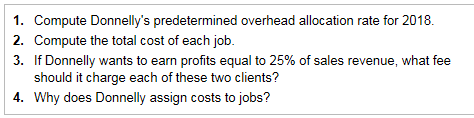 1. Compute Donnelly's predetermined overhead allocation rate for 2018.
2. Compute the total cost of each job.
3. If Donnelly wants to earn profits equal to 25% of sales revenue, what fee
should it charge each of these two clients?
4. Why does Donnelly assign costs to jobs?